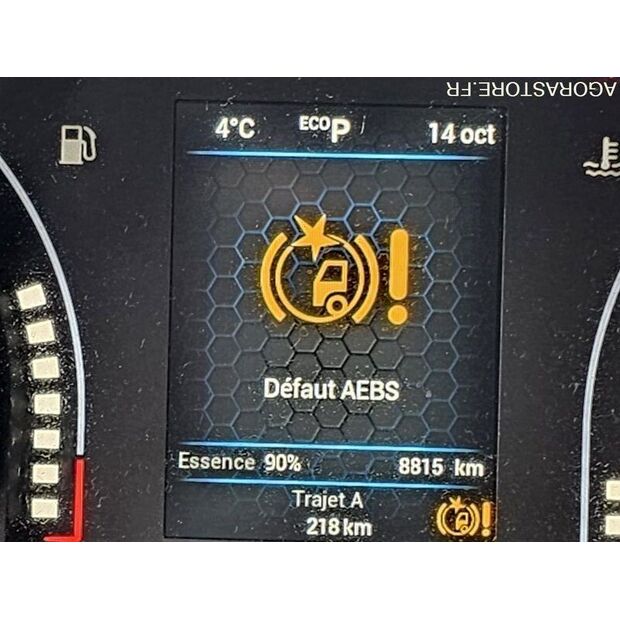 AGORASTORE.FR
4°C ECO P 14 oct
Défaut AEBS
Essence 90% 8815 km
Trajet A
218 km